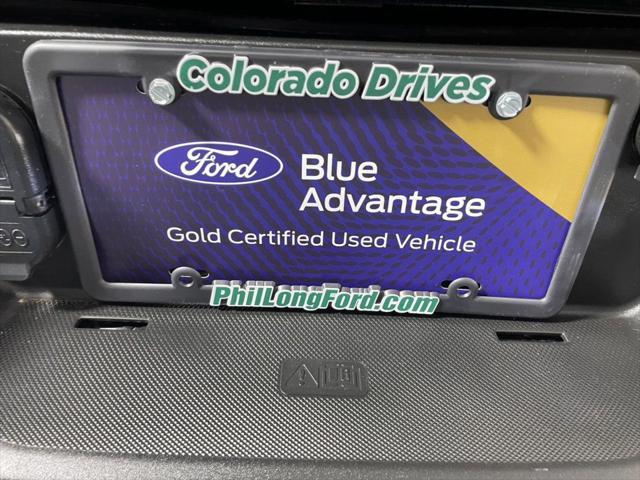 Colorado Drives
Ford
Blue
Advantage
Gold Certified Used Vehicle
PhilLongFord.com